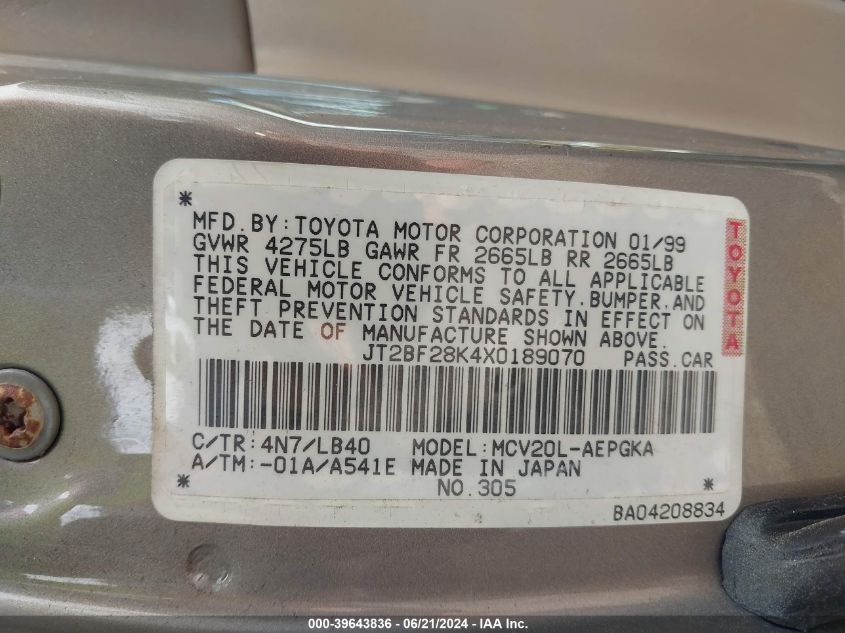 *
MFD.BY:TOYOTA MOTOR CORPORATION 01/99
GVWR 4275LB GAWR FR 2665LB RR 2665LB
THIS VEHICLE CONFORMS TO ALL APPLICABLE
FEDERAL MOTOR VEHICLE SAFETY,BUMPER,AND
THEFT PREVENTION STANDARDS IN EFFECT ON
THE DATE OF MANUFACTURE SHOWN ABOVE.
JT2BF28K4X0189070 PASS.CAR
TOYOTA
C/TR:4N7/LB40 MODEL:MCV20L-AEPGKA
A/TM:-01A/A541E MADE IN JAPAN
* NO.305 *
BA04208834
000-39643836 - 06/21/2024 - IAA Inc.